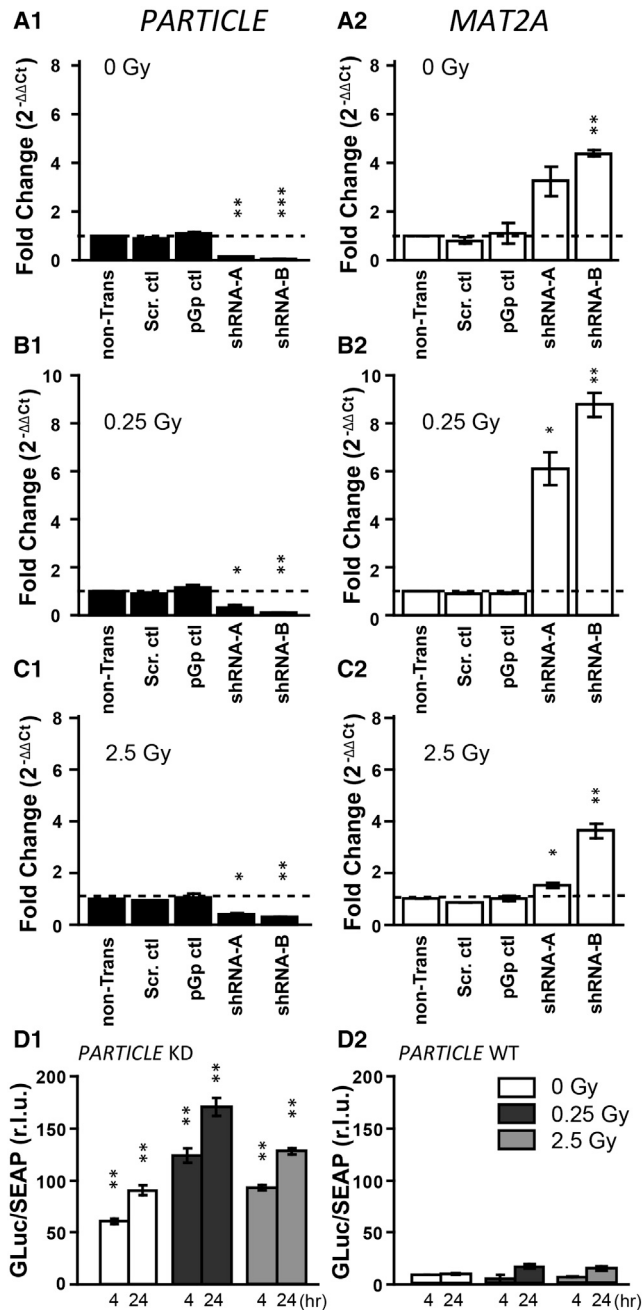 A1 PARTICLE
0 Gy
Fold Change (2-ΔΔCt)
8
6
4
2
0
** ***
non-Trans
Scr. ctl
pGp ctl
shRNA-A
shRNA-B
A2 MAT2A
0 Gy
Fold Change (2-ΔΔCt)
8
6
4
2
0
**
non-Trans
Scr. ctl
pGp ctl
shRNA-A
shRNA-B
B1
0.25 Gy
Fold Change (2-ΔΔCt)
10
8
6
4
2
0
* **
non-Trans
Scr. ctl
pGp ctl
shRNA-A
shRNA-B
B2
0.25 Gy
Fold Change (2-ΔΔCt)
10
8
6
4
2
0
* **
non-Trans
Scr. ctl
pGp ctl
shRNA-A
shRNA-B
C1
2.5 Gy
Fold Change (2-ΔΔCt)
8
6
4
2
0
* **
non-Trans
Scr. ctl
pGp ctl
shRNA-A
shRNA-B
C2
2.5 Gy
Fold Change (2-ΔΔCt)
8
6
4
2
0
* **
non-Trans
Scr. ctl
pGp ctl
shRNA-A
shRNA-B
D1
PARTICLE KD
GLuc/SEAP (r.l.u.)
200
150
100
50
0
** ** ** ** ** **
4 24 4 24 4 24 (hr)
D2
PARTICLE WT
0 Gy
0.25 Gy
2.5 Gy
GLuc/SEAP (r.l.u.)
200
150
100
50
0
4 24 4 24 4 24 (hr)